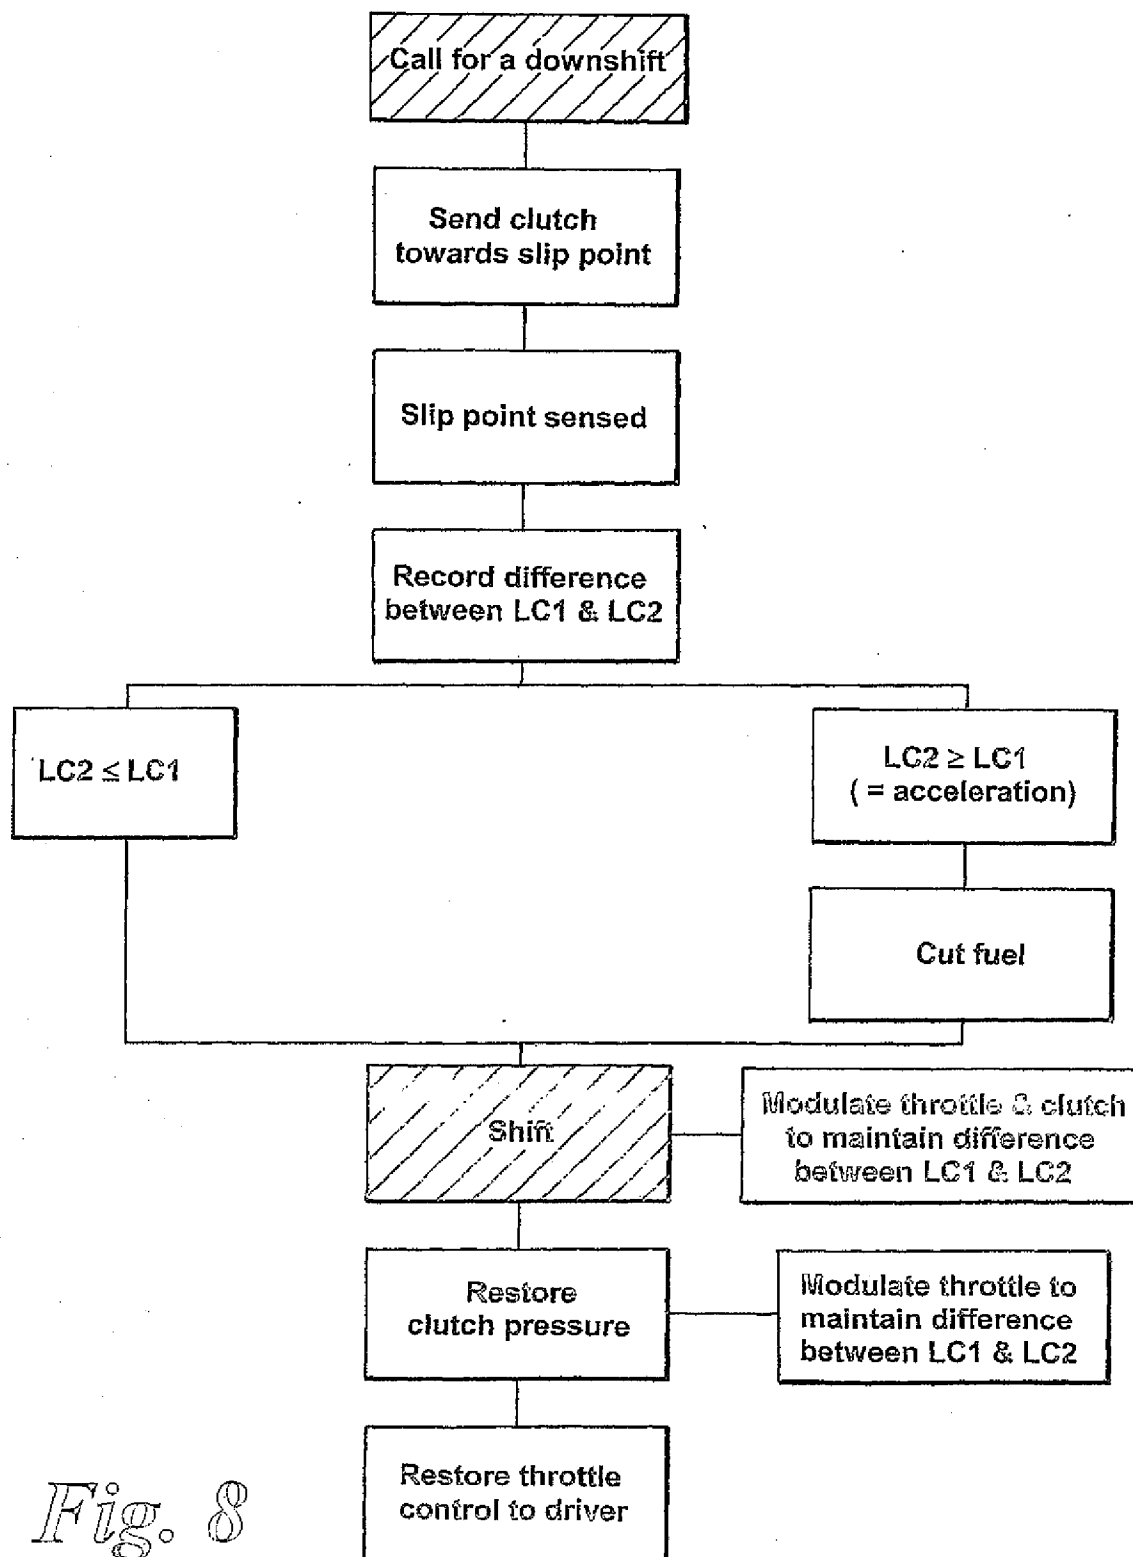 Call for a downshift
Send clutch
towards slip point
Slip point sensed
Record difference
between LC1 & LC2
LC2 ≤ LC1
LC2 ≥ LC1
( = acceleration)
Cut fuel
Shift
Modulate throttle & clutch
to maintain difference
between LC1 & LC2
Restore
clutch pressure
Modulate throttle to
maintain difference
between LC1 & LC2
Restore throttle
control to driver
Fig. 8